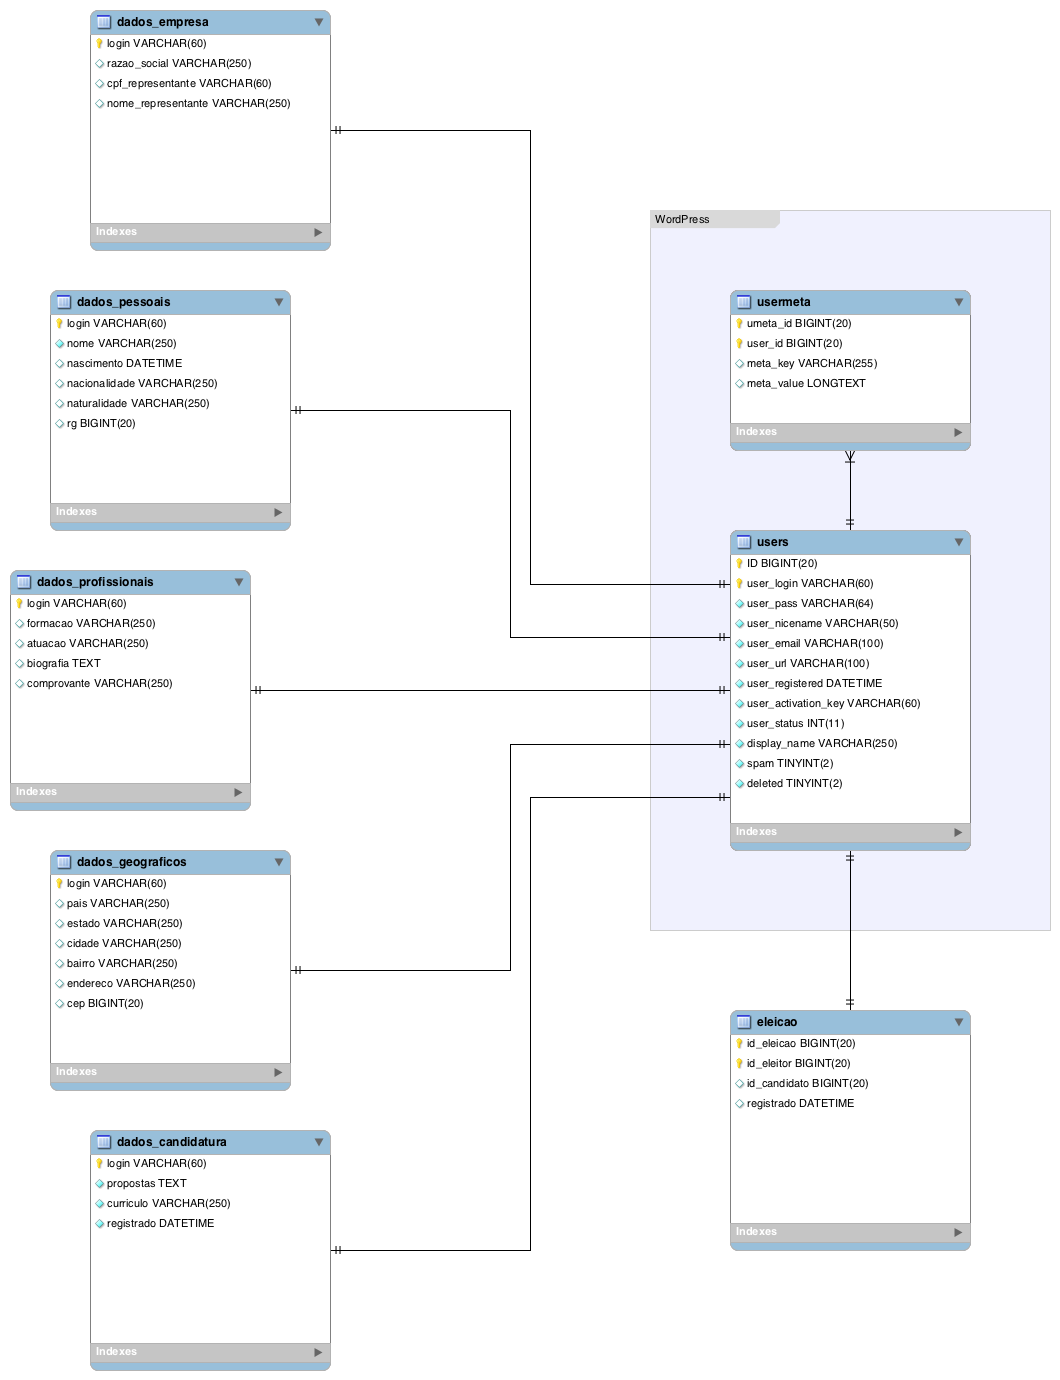 dados_empresa
login VARCHAR(60)
razao_social VARCHAR(250)
cpf_representante VARCHAR(60)
nome_representante VARCHAR(250)
Indexes
dados_pessoais
login VARCHAR(60)
nome VARCHAR(250)
nascimento DATETIME
nacionalidade VARCHAR(250)
naturalidade VARCHAR(250)
rg BIGINT(20)
Indexes
dados_profissionais
login VARCHAR(60)
formacao VARCHAR(250)
atuacao VARCHAR(250)
biografia TEXT
comprovante VARCHAR(250)
Indexes
dados_geograficos
login VARCHAR(60)
pais VARCHAR(250)
estado VARCHAR(250)
cidade VARCHAR(250)
bairro VARCHAR(250)
endereco VARCHAR(250)
cep BIGINT(20)
Indexes
dados_candidatura
login VARCHAR(60)
propostas TEXT
curriculo VARCHAR(250)
registrado DATETIME
Indexes
WordPress
usermeta
umeta_id BIGINT(20)
user_id BIGINT(20)
meta_key VARCHAR(255)
meta_value LONGTEXT
Indexes
users
ID BIGINT(20)
user_login VARCHAR(60)
user_pass VARCHAR(64)
user_nicename VARCHAR(50)
user_email VARCHAR(100)
user_url VARCHAR(100)
user_registered DATETIME
user_activation_key VARCHAR(60)
user_status INT(11)
display_name VARCHAR(250)
spam TINYINT(2)
deleted TINYINT(2)
Indexes
eleicao
id_eleicao BIGINT(20)
id_eleitor BIGINT(20)
id_candidato BIGINT(20)
registrado DATETIME
Indexes